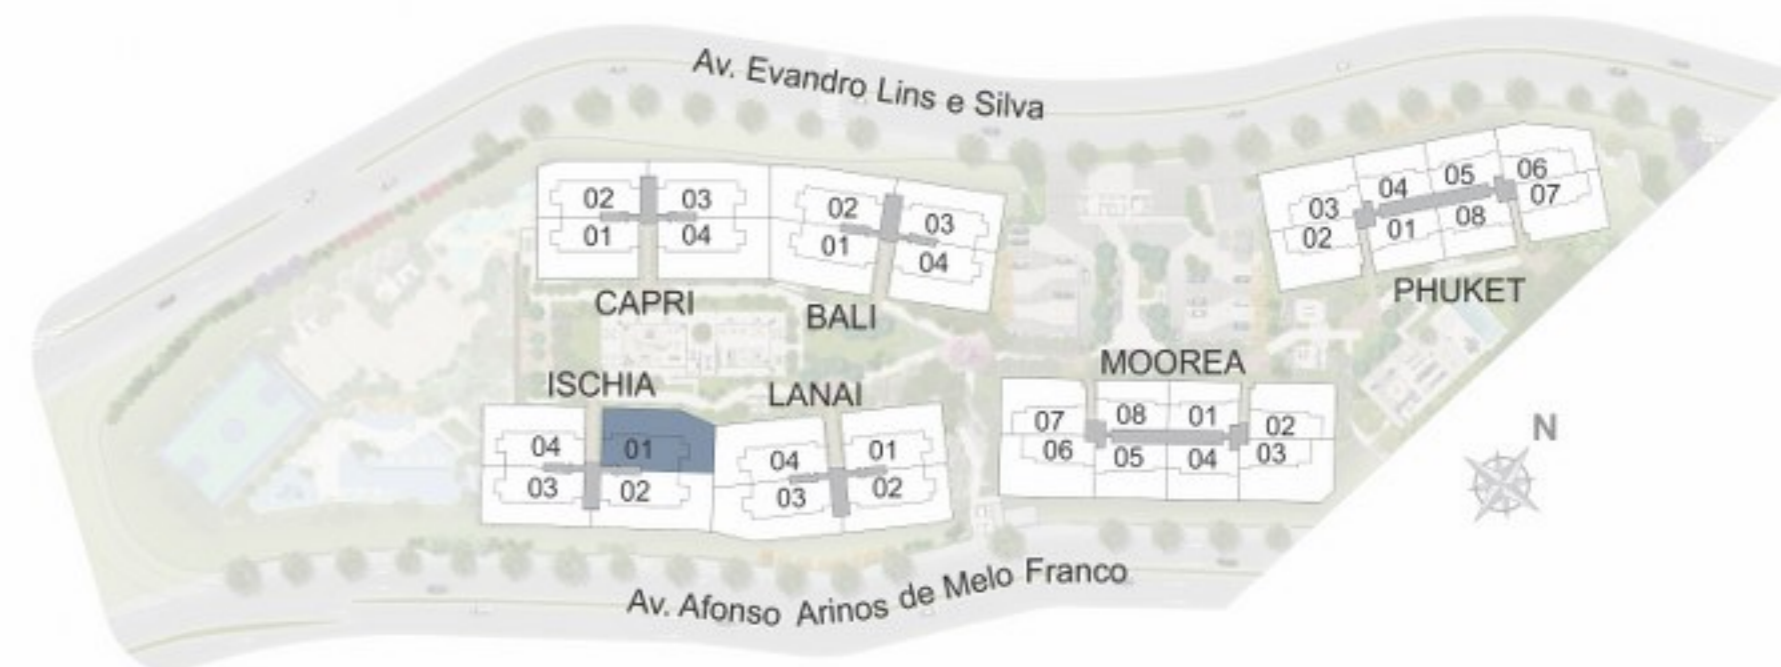 Av. Evandro Lins e Silva
02 03
01 04
CAPRI
02 03
01 04
BALI
03 04 05 06
02 01 08 07
PHUKET
ISCHIA
04 01
03 02
LANAI
04 01
03 02
MOOREA
07 08 01 02
06 05 04 03
N
Av. Afonso Arinos de Melo Franco